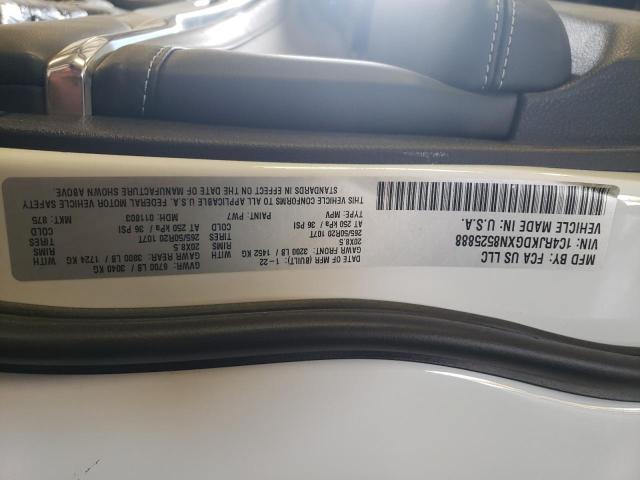 MFD BY: FCA US LLC
VIN: 1C4RJKDGXM8525888
VEHICLE MADE IN: U.S.A.
DATE OF MFR (BUILT): 1-22
GVWR: 6700 LB / 3040 KG
GAWR FRONT: 3200 LB / 1452 KG WITH
GAWR REAR: 3800 LB / 1724 KG
20X8.5 RIMS
20X8.5 RIMS
265/50R20 107T TIRES
265/50R20 107T TIRES
AT 250 kPa / 36 PSI COLD
AT 250 kPa / 36 PSI COLD
TYPE: MPV PAINT: PW7 MDH: 011803 MKT: 875
THIS VEHICLE CONFORMS TO ALL APPLICABLE U.S.A. FEDERAL MOTOR VEHICLE SAFETY
STANDARDS IN EFFECT ON THE DATE OF MANUFACTURE SHOWN ABOVE.